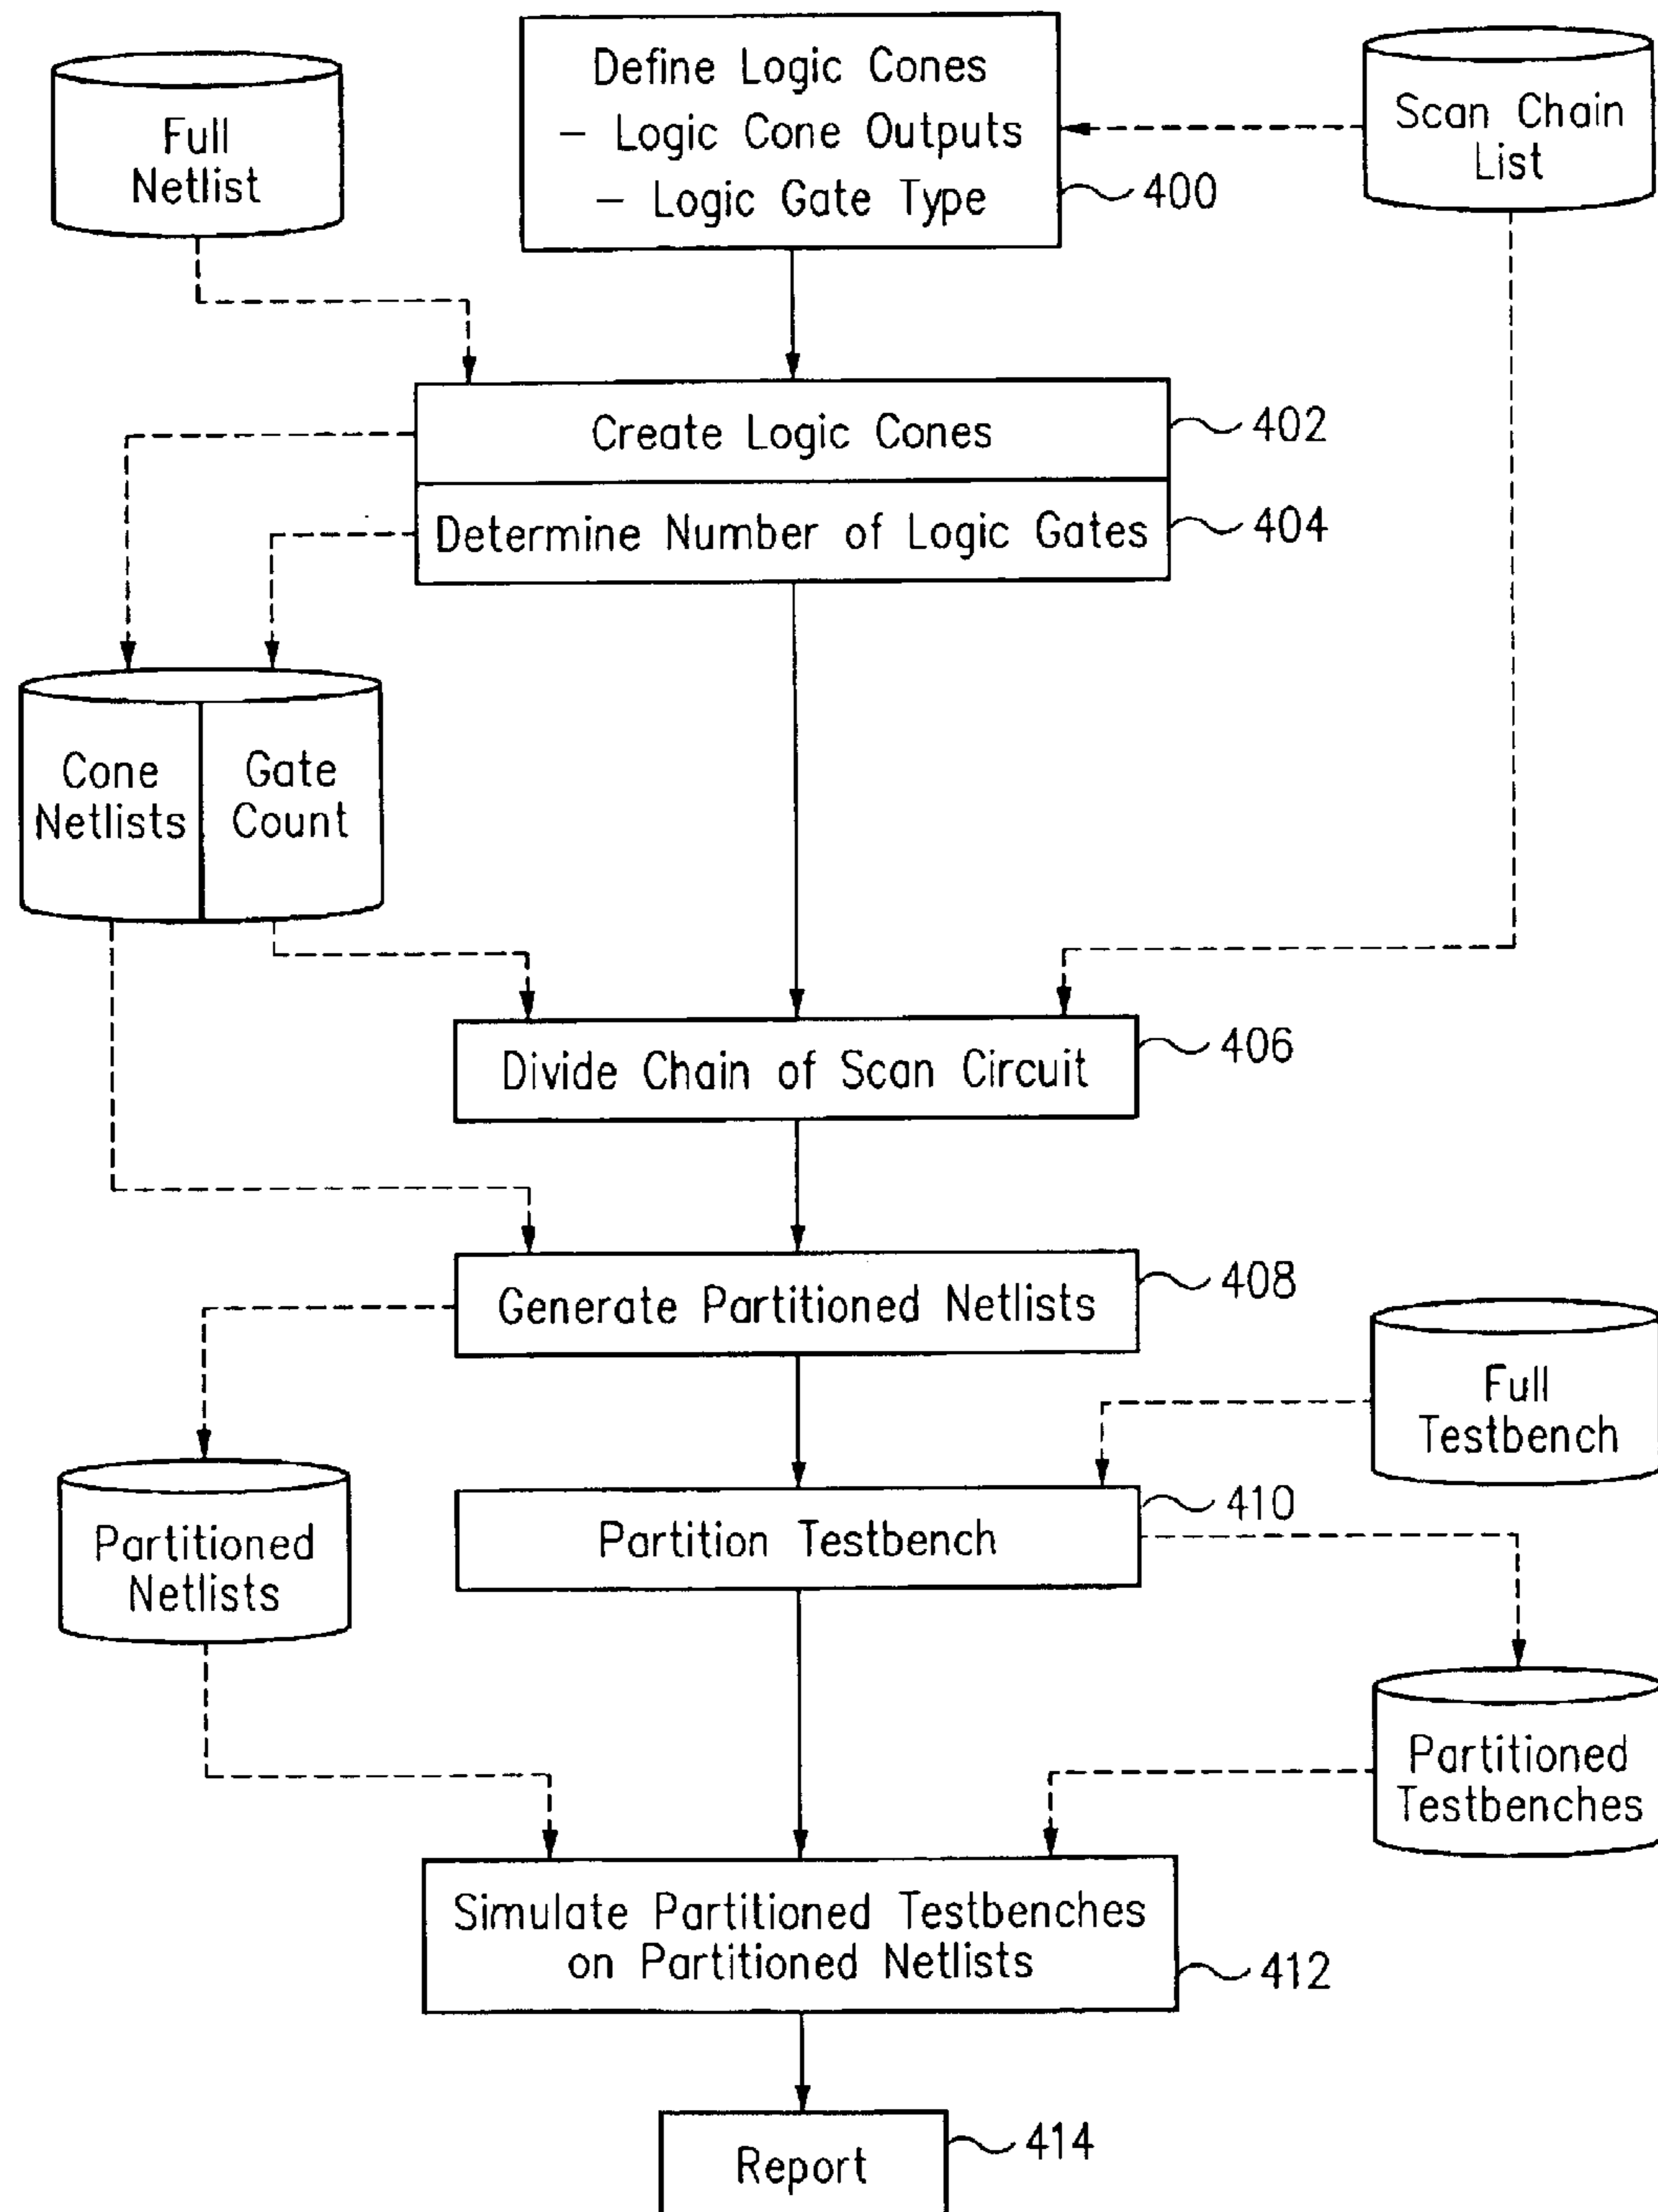 Full
Netlist
Define Logic Cones
– Logic Cone Outputs
– Logic Gate Type
400
Scan Chain
List
Create Logic Cones
402
Determine Number of Logic Gates
404
Cone
Netlists
Gate
Count
Divide Chain of Scan Circuit
406
Generate Partitioned Netlists
408
Full
Testbench
Partition Testbench
410
Partitioned
Netlists
Partitioned
Testbenches
Simulate Partitioned Testbenches
on Partitioned Netlists
412
Report
414